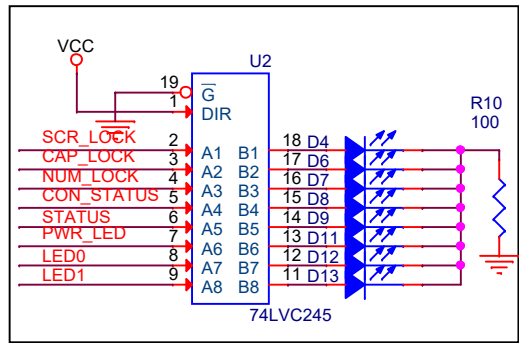 VCC
U2
19
G
1
DIR
R10
100
SCR_LOCK 2 A1 B1 18 D4
CAP_LOCK 3 A2 B2 17 D6
NUM_LOCK 4 A3 B3 16 D7
CON_STATUS 5 A4 B4 15 D8
STATUS 6 A5 B5 14 D9
PWR_LED 7 A6 B6 13 D11
LED0 8 A7 B7 12 D12
LED1 9 A8 B8 11 D13
74LVC245